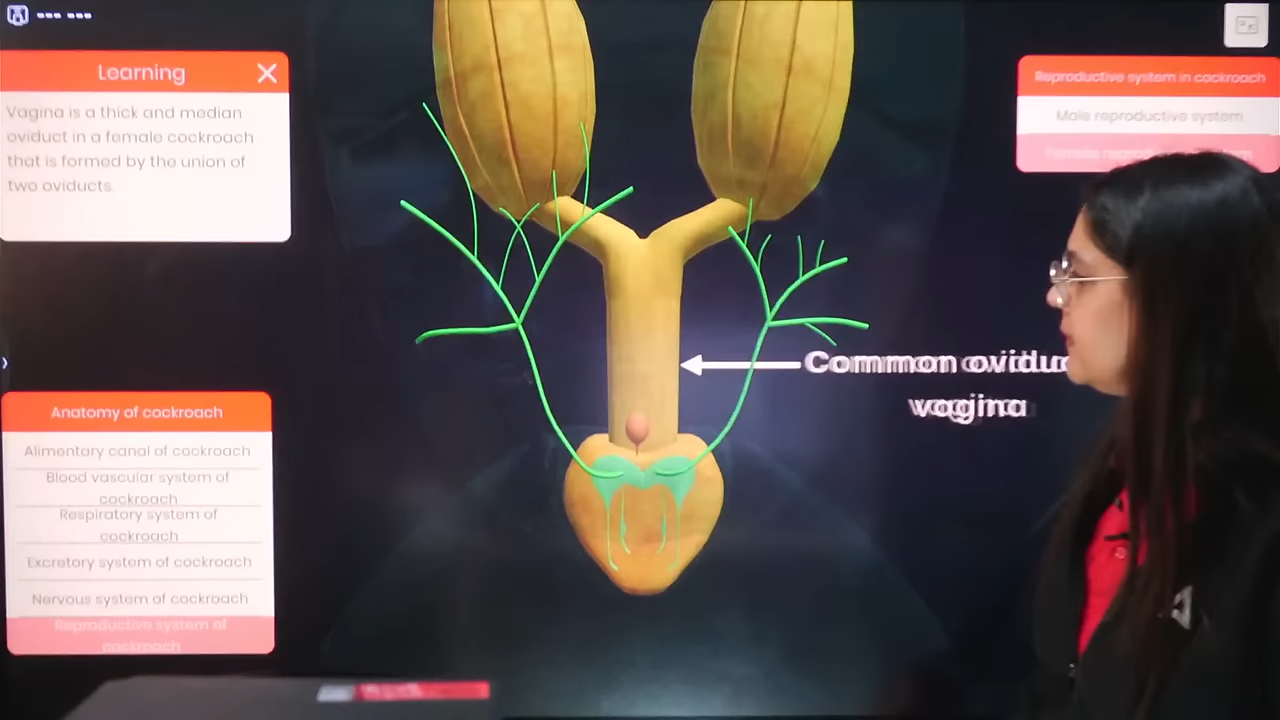 Learning
Vagina is a thick and median
oviduct in a female cockroach
that is formed by the union of
two oviducts.
Reproductive system in cockroach
Male reproductive system
Common
vagina
Anatomy of cockroach
Alimentary canal of cockroach
Blood vascular system of
cockroach
Respiratory system of
cockroach
Excretory system of cockroach
Nervous system of cockroach
Reproductive system of
cockroach